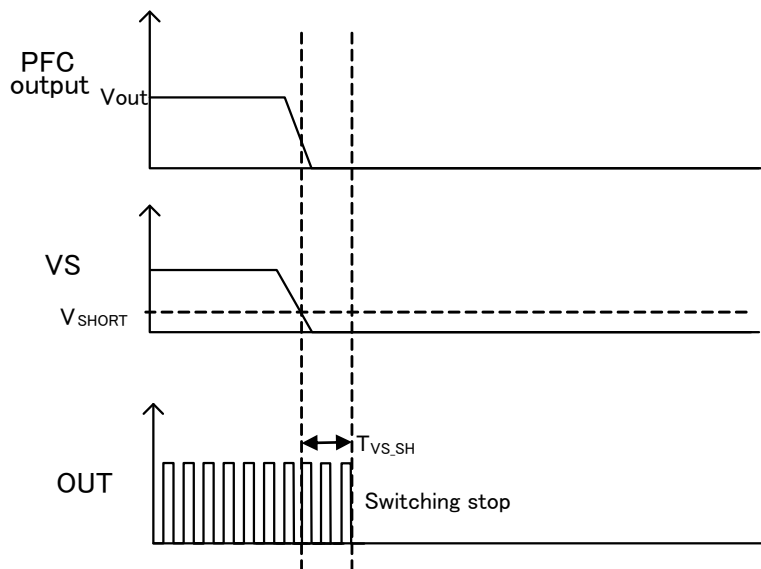 PFC
output
Vout
VS
VSHORT
TVS_SH
OUT
Switching stop